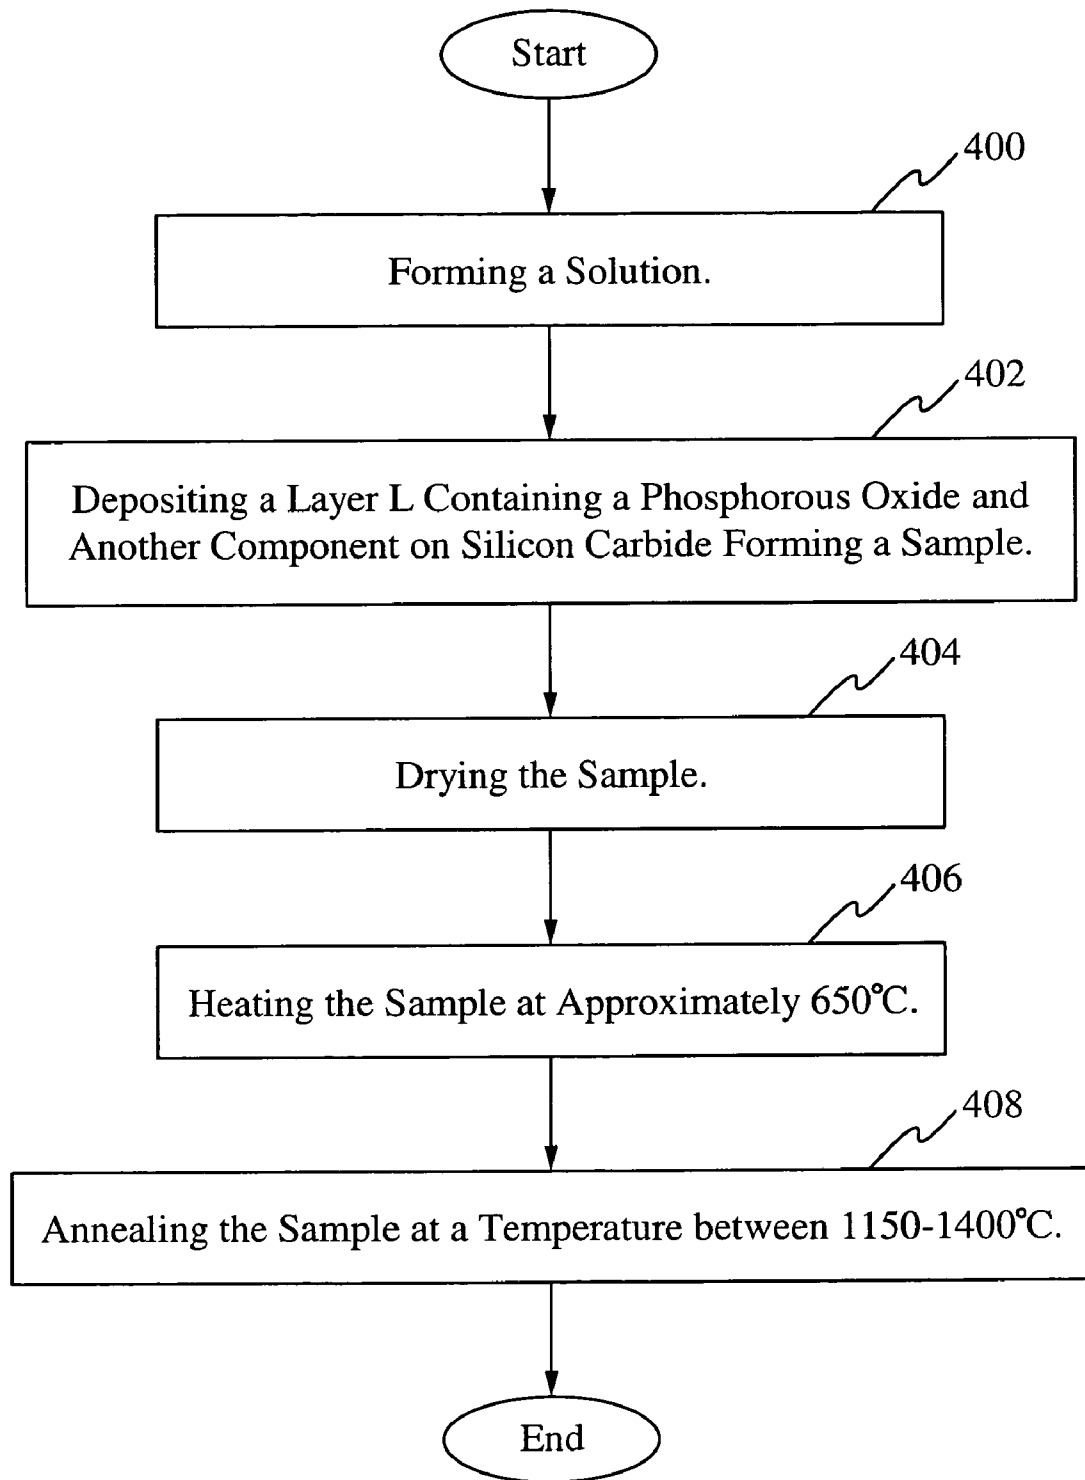 Start
400
Forming a Solution.
402
Depositing a Layer L Containing a Phosphorous Oxide and
Another Component on Silicon Carbide Forming a Sample.
404
Drying the Sample.
406
Heating the Sample at Approximately 650°C.
408
Annealing the Sample at a Temperature between 1150-1400°C.
End